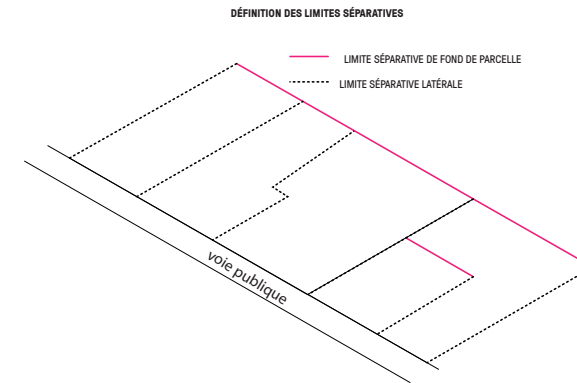 DÉFINITION DES LIMITES SÉPARATIVES
LIMITE SÉPARATIVE DE FOND DE PARCELLE
LIMITE SÉPARATIVE LATÉRALE
voie publique